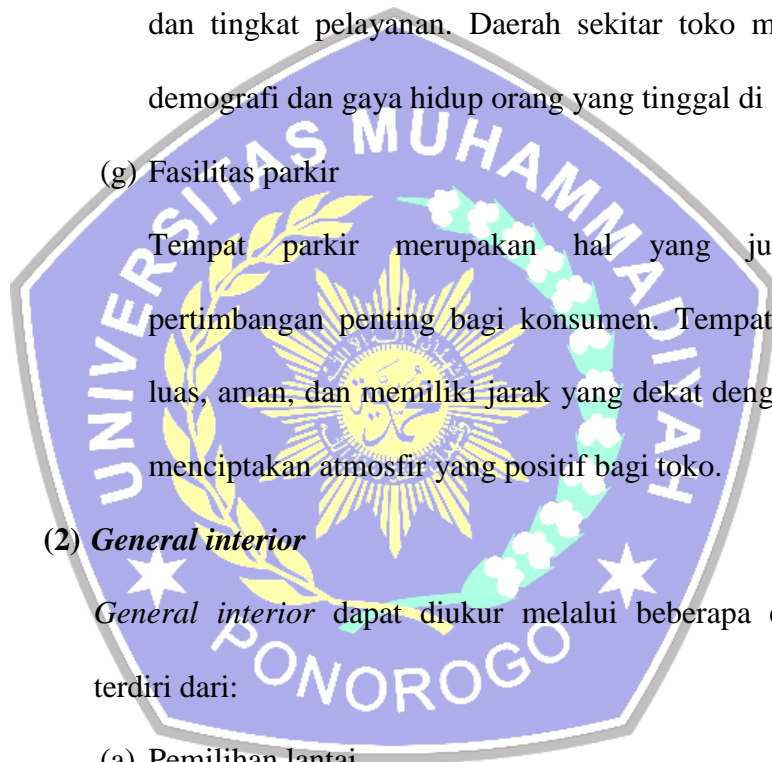 dan tingkat pelayanan. Daerah sekitar toko m
demografi dan gaya hidup orang yang tinggal di
UNIVERSITAS MUHAMMADIYAH
(g) Fasilitas parkir
Tempat parkir merupakan hal yang ju
pertimbangan penting bagi konsumen. Tempat
luas, aman, dan memiliki jarak yang dekat deng
menciptakan atmosfir yang positif bagi toko.
(2) General interior
General interior dapat diukur melalui beberapa
terdiri dari:
PONOROGO
(a) Pemilihan lantai